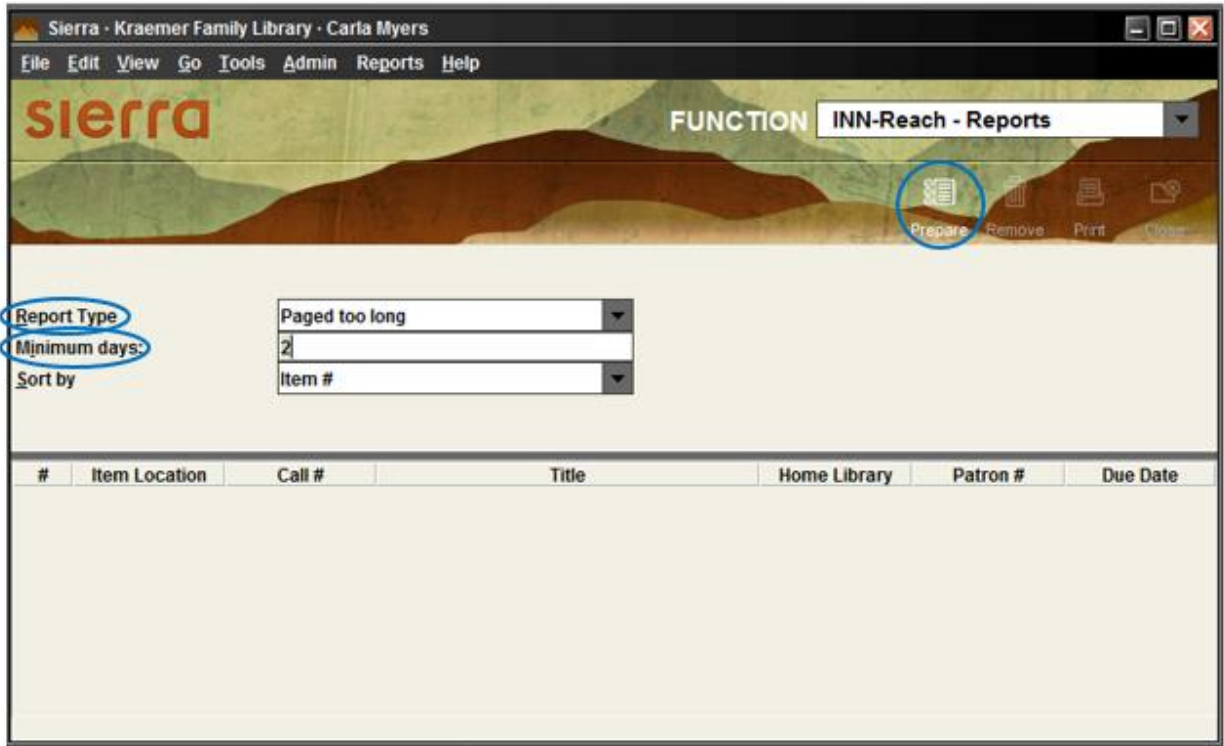 Sierra · Kraemer Family Library · Carla Myers
File Edit View Go Tools Admin Reports Help
sierra
FUNCTION INN-Reach - Reports
Prepare Remove Print Close
Report Type Paged too long
Minimum days: 2
Sort by Item #
# Item Location Call # Title Home Library Patron # Due Date